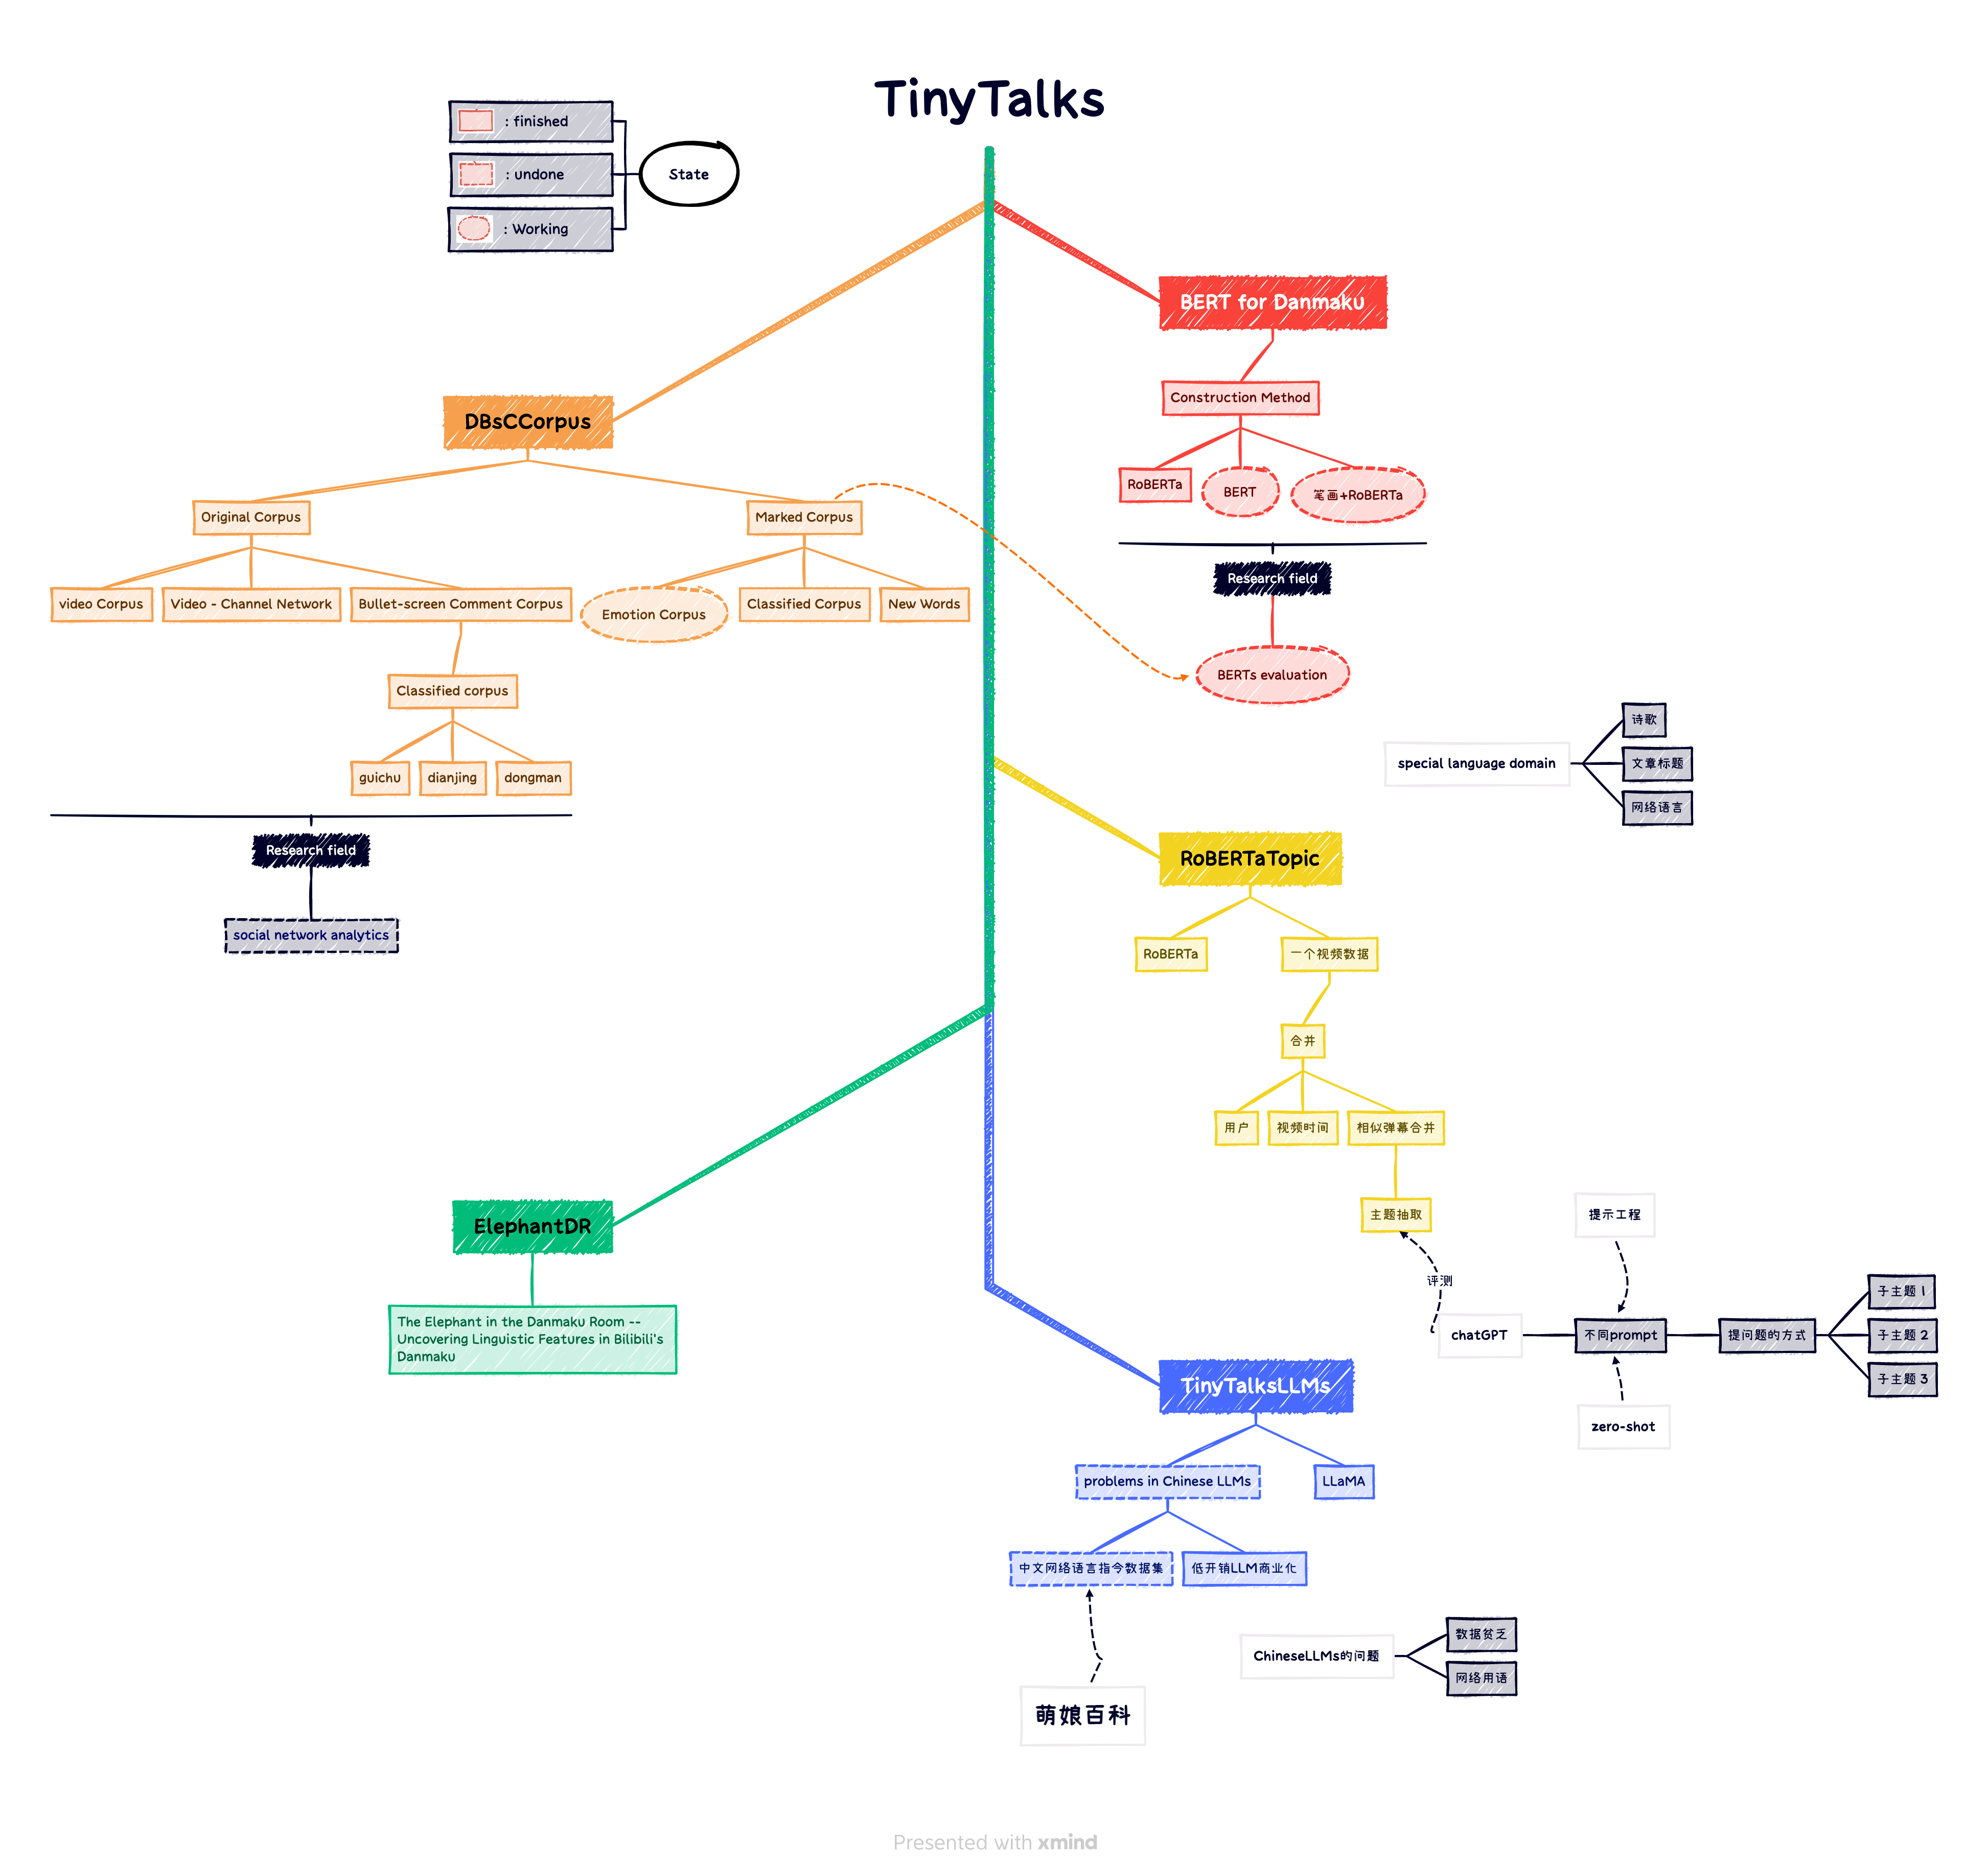 TinyTalks
: finished
: undone
: Working
State
BERT for Danmaku
Construction Method
RoBERTa
BERT
笔画+RoBERTa
Research field
BERTs evaluation
DBsCCorpus
Original Corpus
Marked Corpus
video Corpus
Video - Channel Network
Bullet-screen Comment Corpus
Emotion Corpus
Classified Corpus
New Words
Classified corpus
guichu
dianjing
dongman
Research field
social network analytics
special language domain
诗歌
文章标题
网络语言
RoBERTaTopic
RoBERTa
一个视频数据
合并
用户
视频时间
相似弹幕合并
主题抽取
评测
chatGPT
提示工程
不同prompt
zero-shot
提问题的方式
子主题 1
子主题 2
子主题 3
ElephantDR
The Elephant in the Danmaku Room --
Uncovering Linguistic Features in Bilibili's
Danmaku
TinyTalksLLMs
problems in Chinese LLMs
LLaMA
中文网络语言指令数据集
低开销LLM商业化
萌娘百科
ChineseLLMs的问题
数据贫乏
网络用语
Presented with xmind